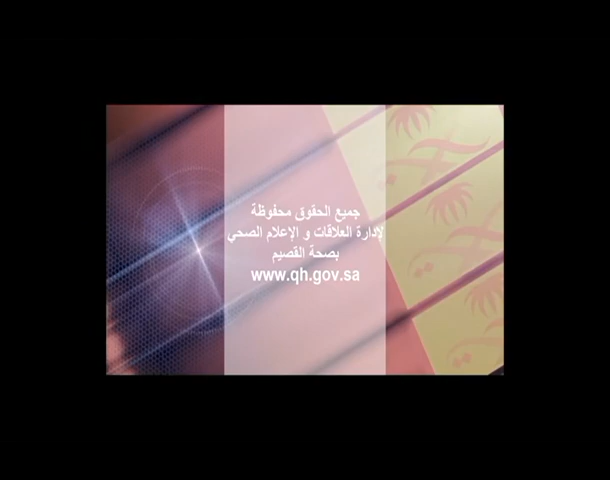 جميع الحقوق محفوظة
لإدارة العلاقات و الإعلام الصحي
بصحة القصيم
www.qh.gov.sa